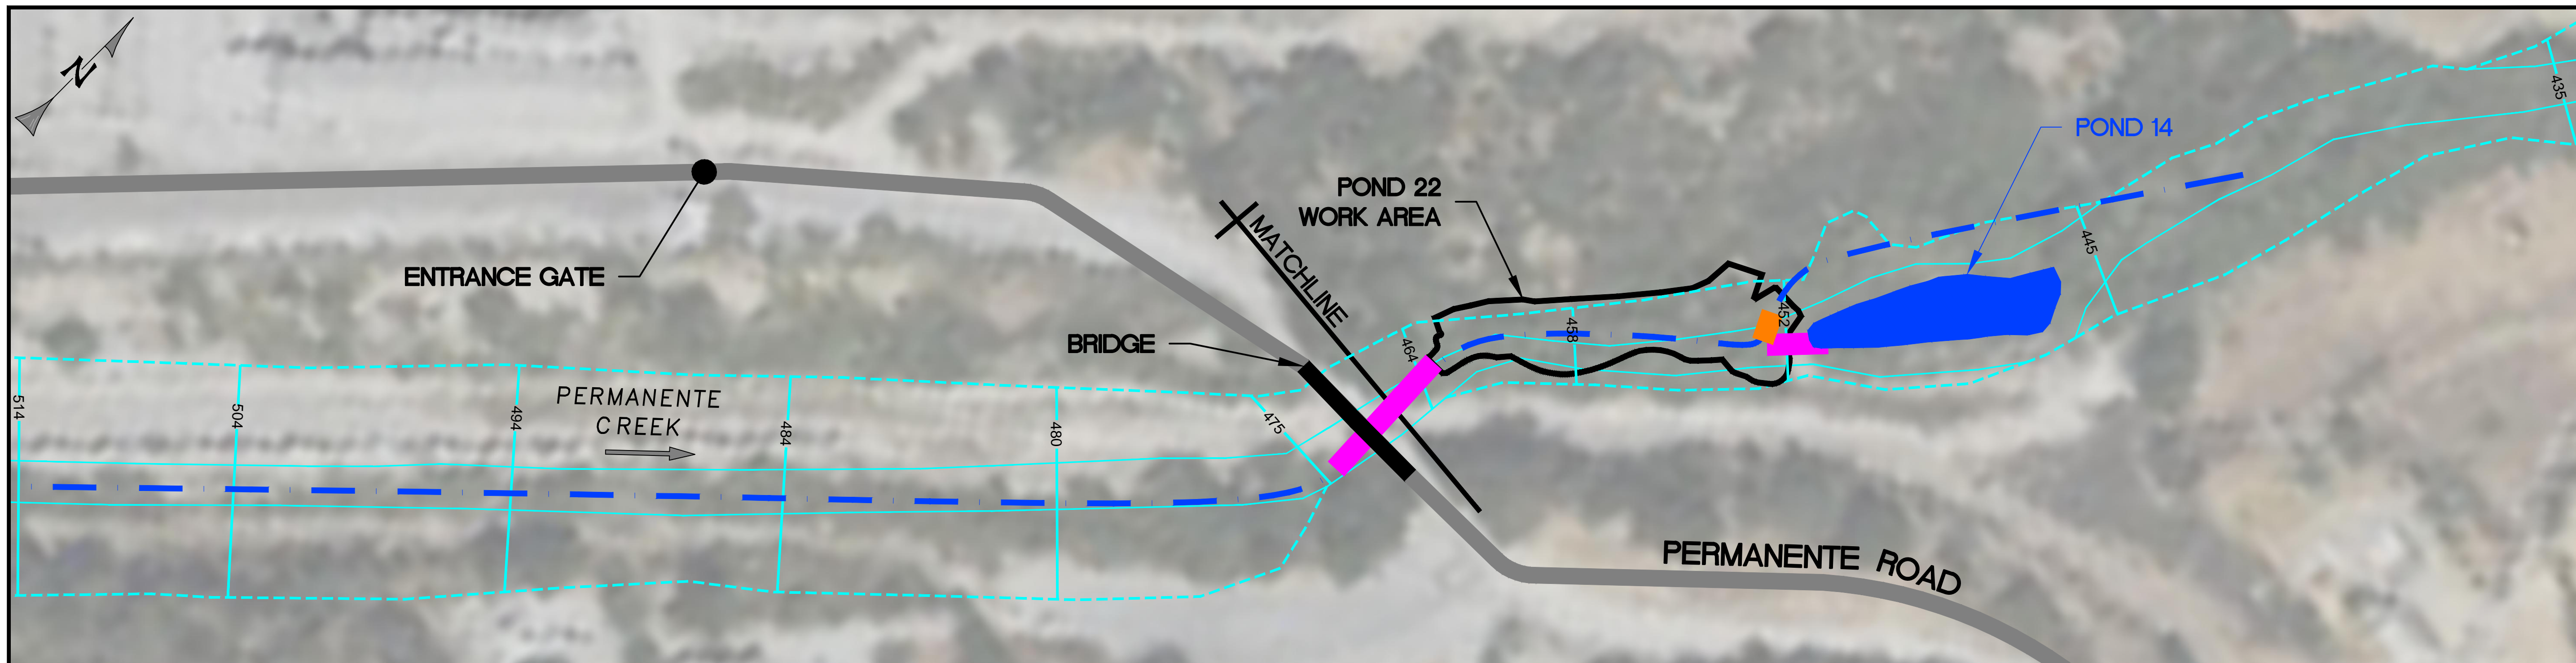 N
POND 14
435
POND 22
WORK AREA
MATCHLINE
445
ENTRANCE GATE
452
458
BRIDGE
464
PERMANENTE
CREEK
514
504
494
484
480
475
PERMANENTE ROAD